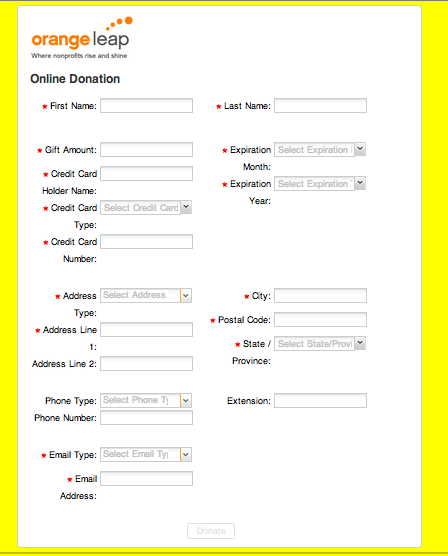 orange leap
Where nonprofits rise and shine
Online Donation
* First Name:
* Last Name:
* Gift Amount:
* Expiration Month:
Select Expiration
* Credit Card Holder Name:
* Expiration Year:
Select Expiration
* Credit Card Type:
Select Credit Card
* Credit Card Number:
* Address Type:
Select Address
* City:
* Address Line 1:
* Postal Code:
Address Line 2:
* State / Province:
Select State/Provi
Phone Type:
Select Phone Ty
Extension:
Phone Number:
* Email Type:
Select Email Typ
* Email Address:
Donate